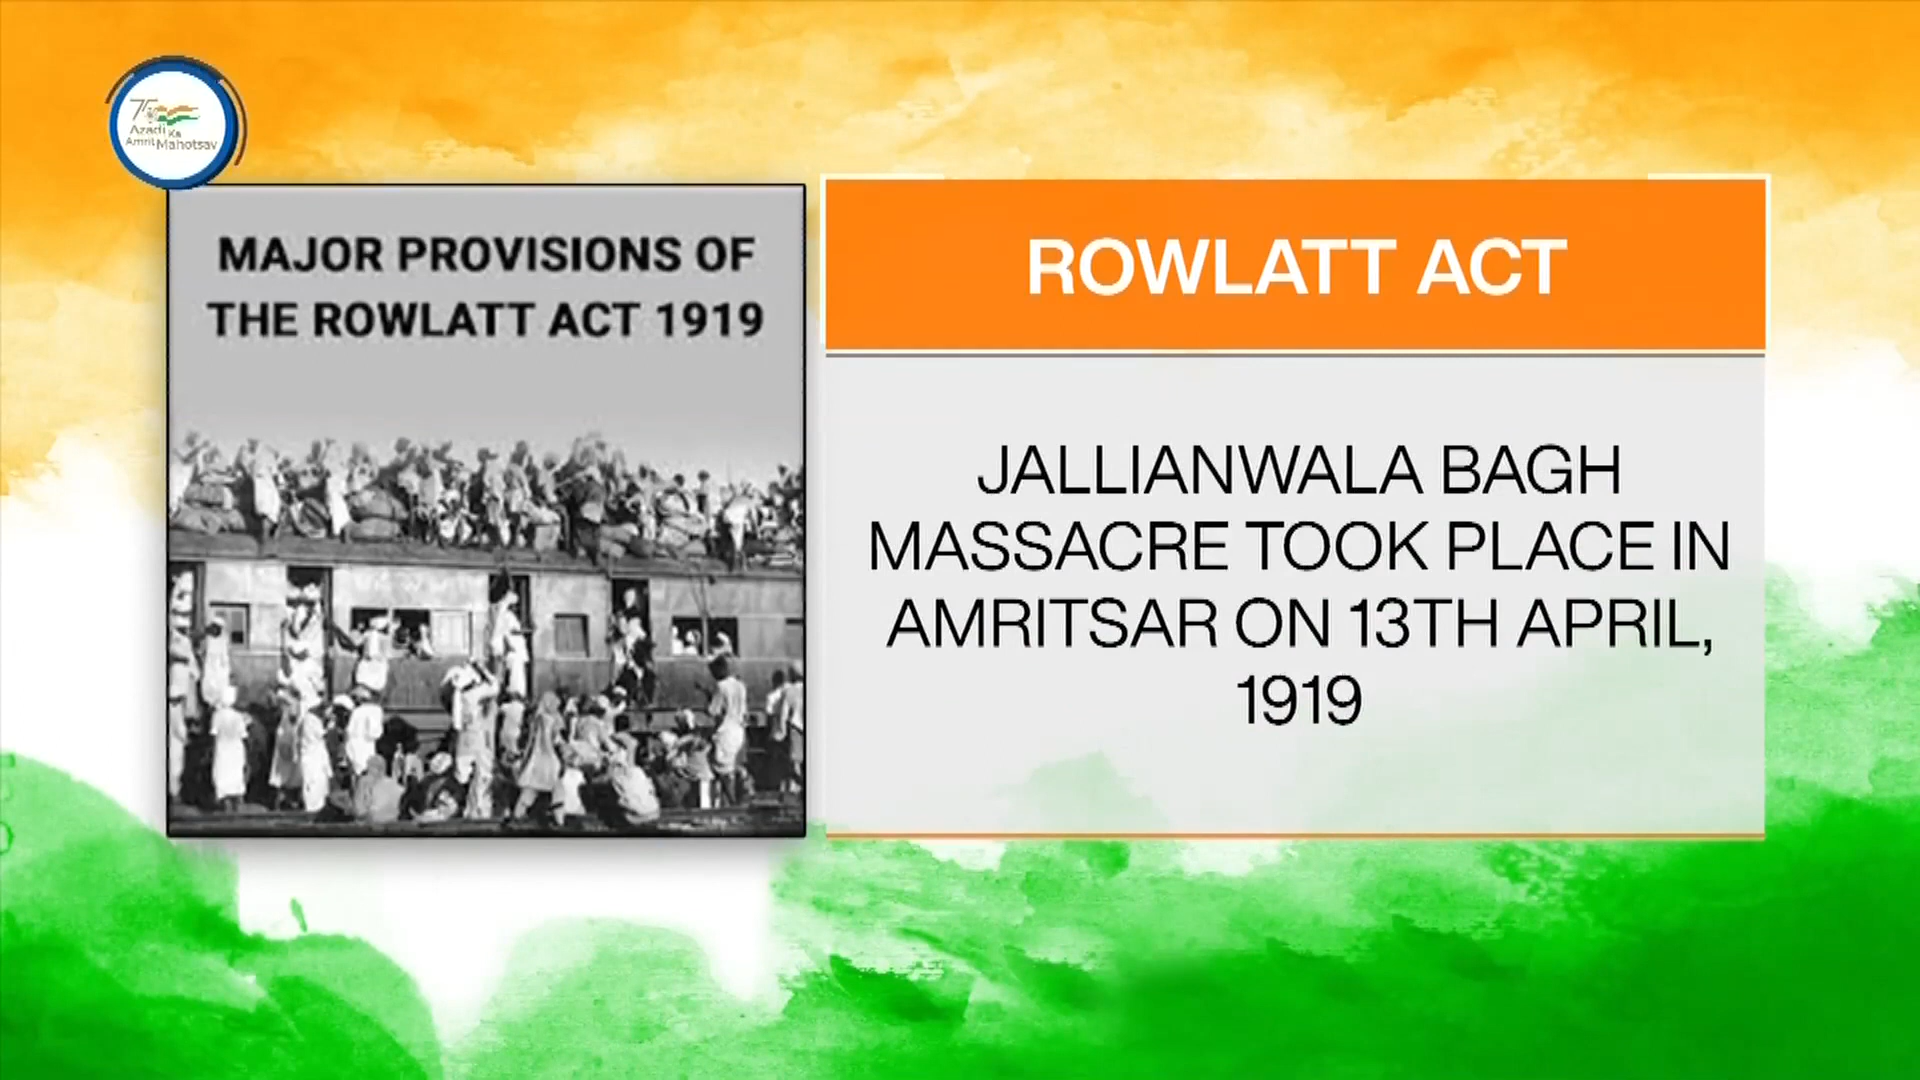 75
Azadi
Ka
Amrit Mahotsav
MAJOR PROVISIONS OF
THE ROWLATT ACT 1919
ROWLATT ACT
JALLIANWALA BAGH
MASSACRE TOOK PLACE IN
AMRITSAR ON 13TH APRIL,
1919